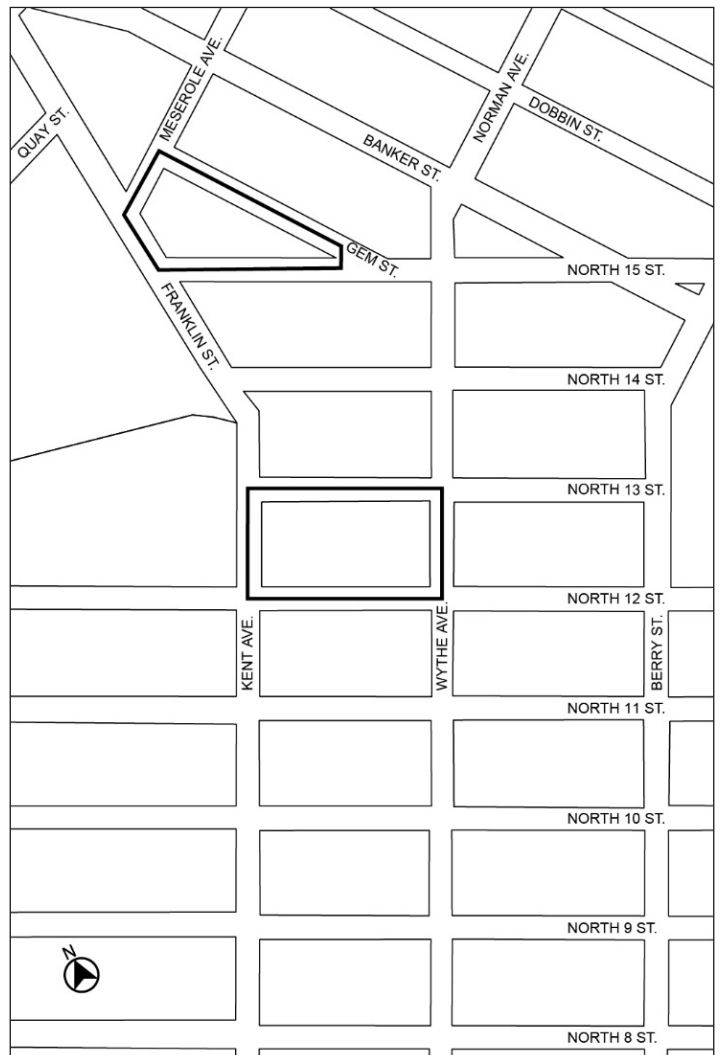 MESEROLE AVE.
NORMAN AVE.
QUAY ST.
DOBBIN ST.
BANKER ST.
GEM ST.
NORTH 15 ST.
FRANKLIN ST.
NORTH 14 ST.
NORTH 13 ST.
NORTH 12 ST.
KENT AVE.
WYTHE AVE.
BERRY ST.
NORTH 11 ST.
NORTH 10 ST.
NORTH 9 ST.
N
NORTH 8 ST.